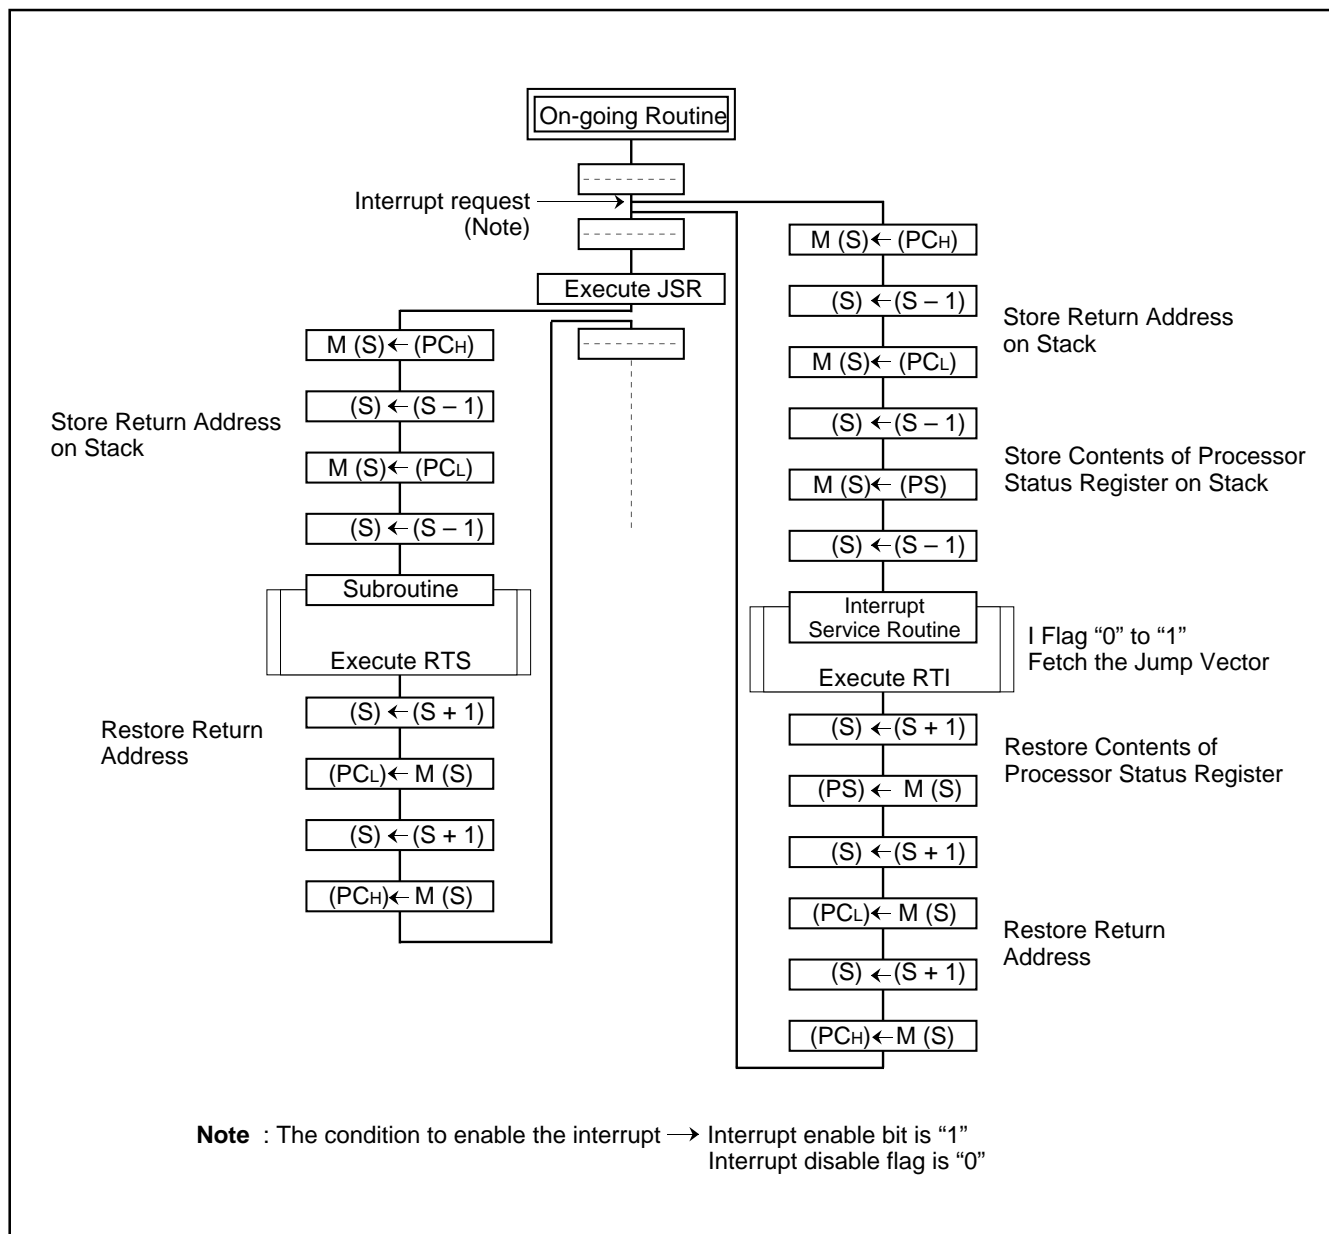 On-going Routine
Interrupt request
(Note)
Execute JSR
M (S) ← (PCH)
(S) ← (S – 1)
M (S) ← (PCL)
(S) ← (S – 1)
Store Return Address
on Stack
Subroutine
Execute RTS
(S) ← (S + 1)
(PCL) ← M (S)
(S) ← (S + 1)
(PCH) ← M (S)
Restore Return
Address
M (S) ← (PCH)
(S) ← (S – 1)
M (S) ← (PCL)
(S) ← (S – 1)
M (S) ← (PS)
(S) ← (S – 1)
Store Return Address
on Stack
Store Contents of Processor
Status Register on Stack
Interrupt
Service Routine
Execute RTI
I Flag “0” to “1”
Fetch the Jump Vector
(S) ← (S + 1)
(PS) ← M (S)
(S) ← (S + 1)
(PCL) ← M (S)
(S) ← (S + 1)
(PCH) ← M (S)
Restore Contents of
Processor Status Register
Restore Return
Address
Note : The condition to enable the interrupt → Interrupt enable bit is “1”
Interrupt disable flag is “0”